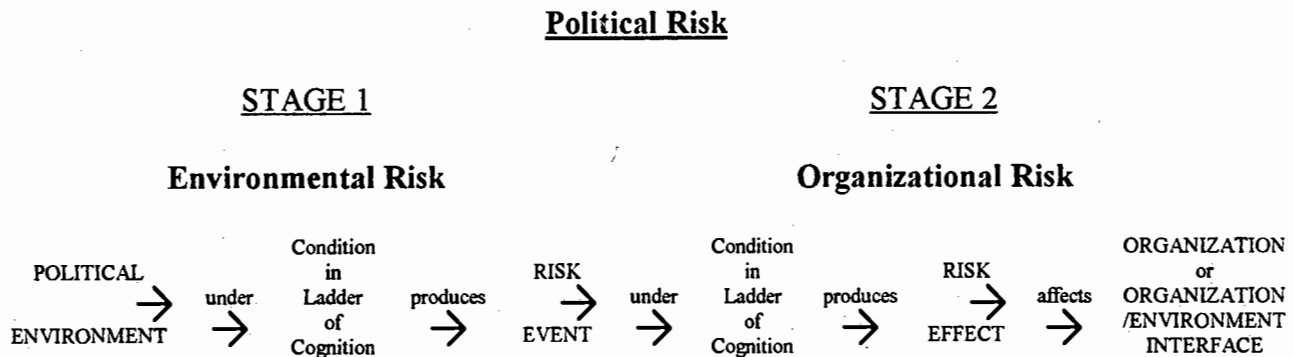 Political Risk
STAGE 1
STAGE 2
Environmental Risk
Organizational Risk
POLITICAL
ENVIRONMENT
under
Condition
in
Ladder
of
Cognition
produces
RISK
EVENT
under
Condition
in
Ladder
of
Cognition
produces
RISK
EFFECT
affects
ORGANIZATION
or
ORGANIZATION
/ENVIRONMENT
INTERFACE